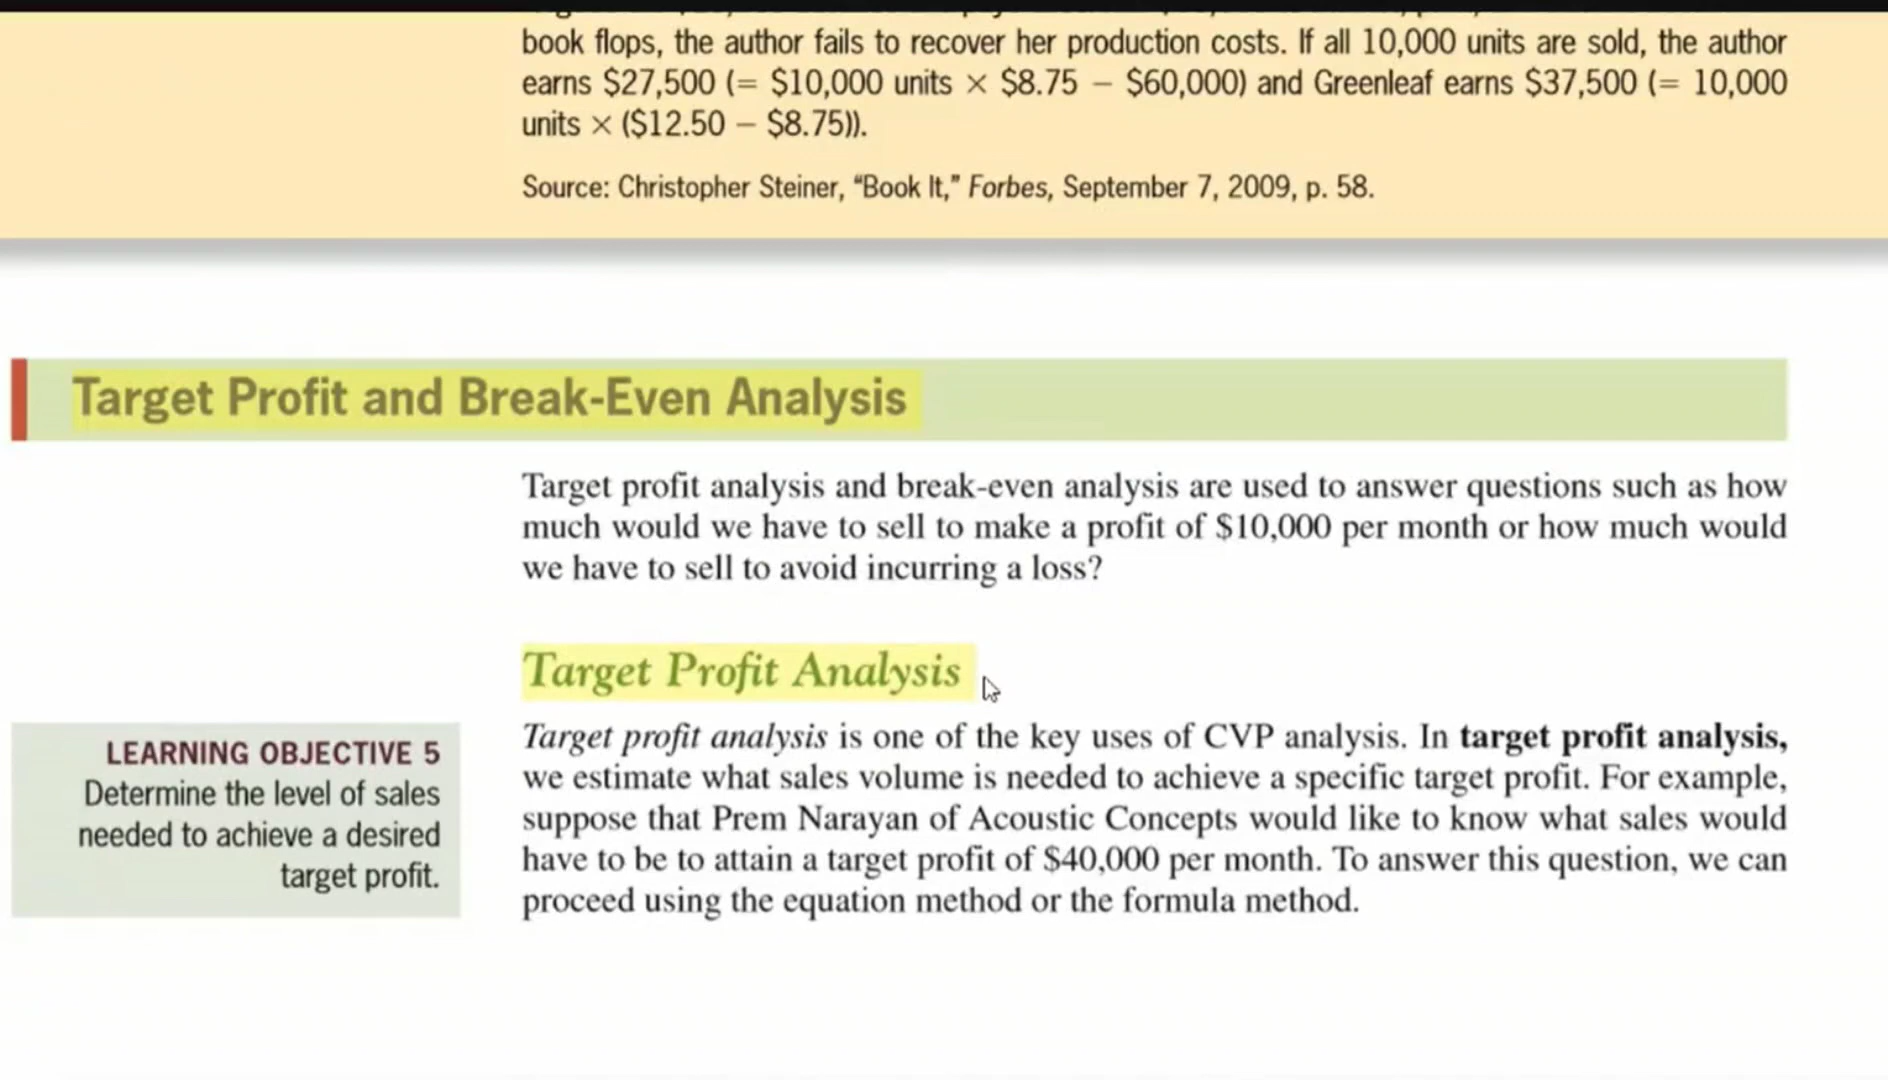 book flops, the author fails to recover her production costs. If all 10,000 units are sold, the author
earns $27,500 (= $10,000 units × $8.75 − $60,000) and Greenleaf earns $37,500 (= 10,000
units × ($12.50 − $8.75)).
Source: Christopher Steiner, “Book It,” Forbes, September 7, 2009, p. 58.
Target Profit and Break-Even Analysis
Target profit analysis and break-even analysis are used to answer questions such as how
much would we have to sell to make a profit of $10,000 per month or how much would
we have to sell to avoid incurring a loss?
Target Profit Analysis
LEARNING OBJECTIVE 5
Determine the level of sales
needed to achieve a desired
target profit.
Target profit analysis is one of the key uses of CVP analysis. In target profit analysis,
we estimate what sales volume is needed to achieve a specific target profit. For example,
suppose that Prem Narayan of Acoustic Concepts would like to know what sales would
have to be to attain a target profit of $40,000 per month. To answer this question, we can
proceed using the equation method or the formula method.